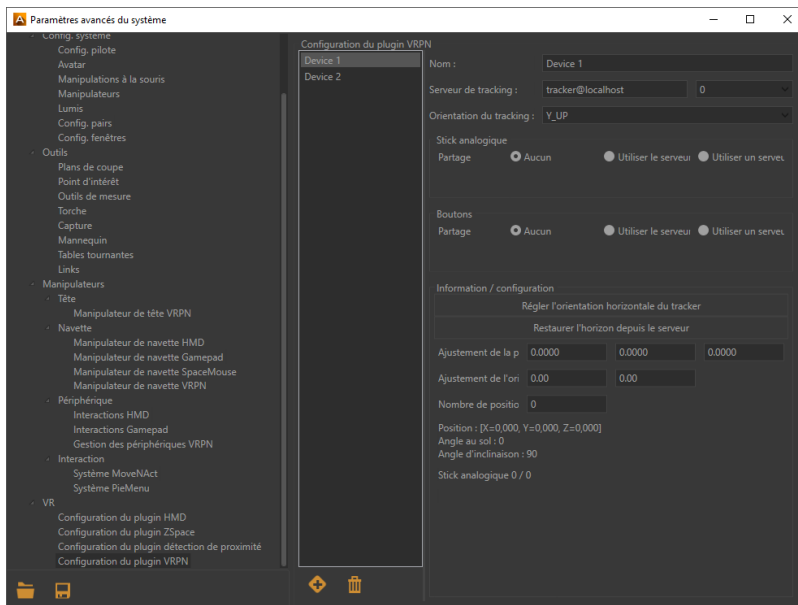 Paramètres avancés du système
Config. système
Config. pilote
Avatar
Manipulations à la souris
Manipulateurs
Lumis
Config. pairs
Config. fenêtres
Outils
Plans de coupe
Point d'intérêt
Outils de mesure
Torche
Capture
Mannequin
Tables tournantes
Links
Manipulateurs
Tête
Manipulateur de tête VRPN
Navette
Manipulateur de navette HMD
Manipulateur de navette Gamepad
Manipulateur de navette SpaceMouse
Manipulateur de navette VRPN
Périphérique
Interactions HMD
Interactions Gamepad
Gestion des périphériques VRPN
Interaction
Système MoveNAct
Système PieMenu
VR
Configuration du plugin HMD
Configuration du plugin ZSpace
Configuration du plugin détection de proximité
Configuration du plugin VRPN
Configuration du plugin VRPN
Device 1
Device 2
Nom : Device 1
Serveur de tracking : tracker@localhost 0
Orientation du tracking : Y_UP
Stick analogique
Partage Aucun Utiliser le serveur Utiliser un serveu
Boutons
Partage Aucun Utiliser le serveur Utiliser un serveu
Information / configuration
Régler l'orientation horizontale du tracker
Restaurer l'horizon depuis le serveur
Ajustement de la p 0.0000 0.0000 0.0000
Ajustement de l'ori 0.00 0.00
Nombre de positio 0
Position : [X=0,000, Y=0,000, Z=0,000]
Angle au sol : 0
Angle d'inclinaison : 90
Stick analogique 0 / 0